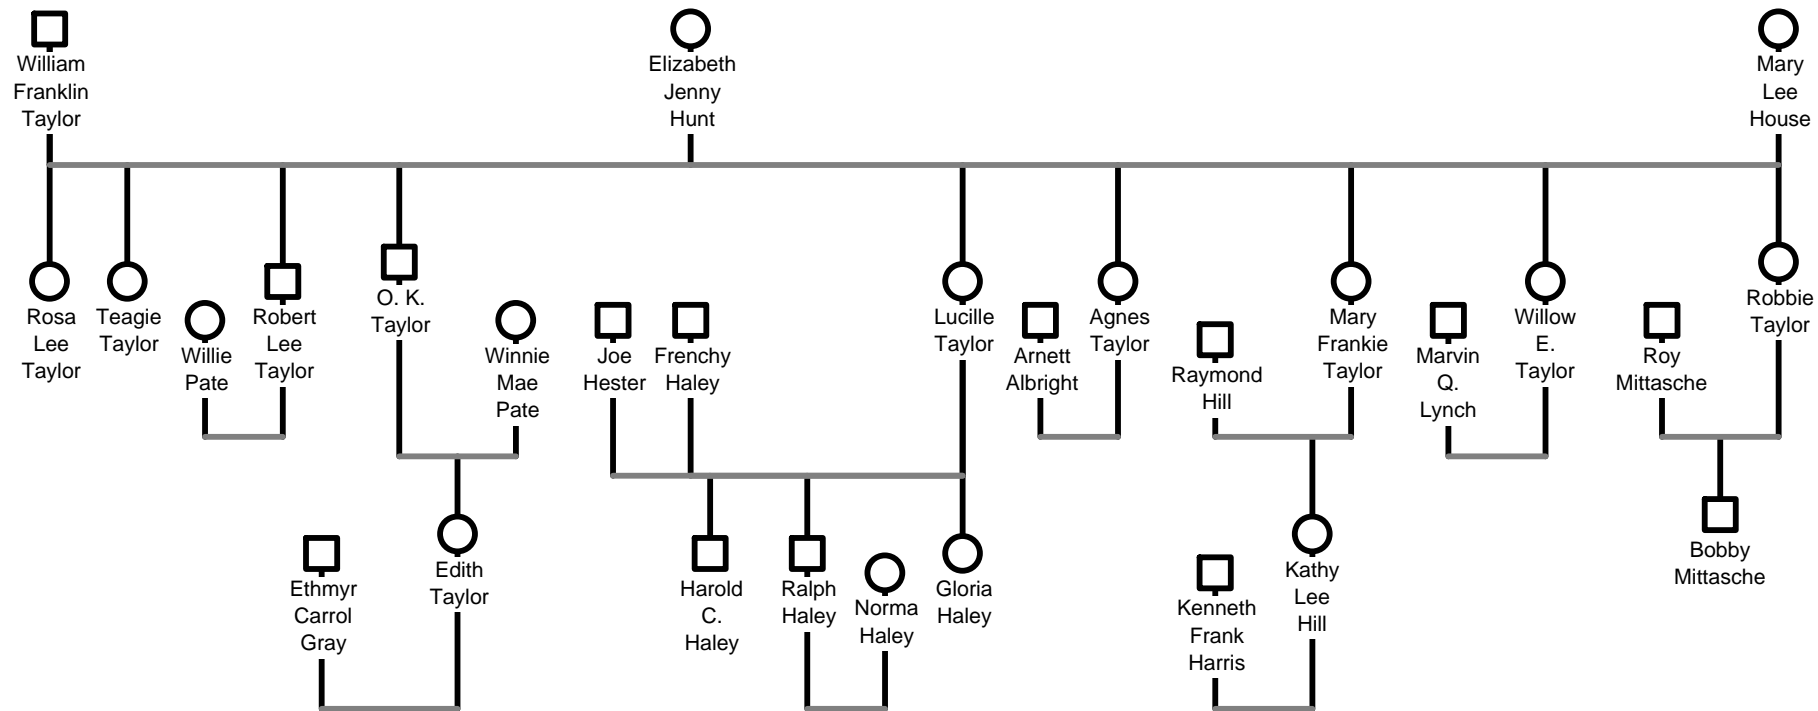 William
Franklin
Taylor
Elizabeth
Jenny
Hunt
Mary
Lee
House
Rosa
Lee
Taylor
Teagie
Taylor
Willie
Pate
Robert
Lee
Taylor
O. K.
Taylor
Winnie
Mae
Pate
Joe
Hester
Frenchy
Haley
Lucille
Taylor
Arnett
Albright
Agnes
Taylor
Raymond
Hill
Mary
Frankie
Taylor
Marvin
Q.
Lynch
Willow
E.
Taylor
Roy
Mittasche
Robbie
Taylor
Ethmyr
Carrol
Gray
Edith
Taylor
Harold
C.
Haley
Ralph
Haley
Norma
Haley
Gloria
Haley
Kenneth
Frank
Harris
Kathy
Lee
Hill
Bobby
Mittasche